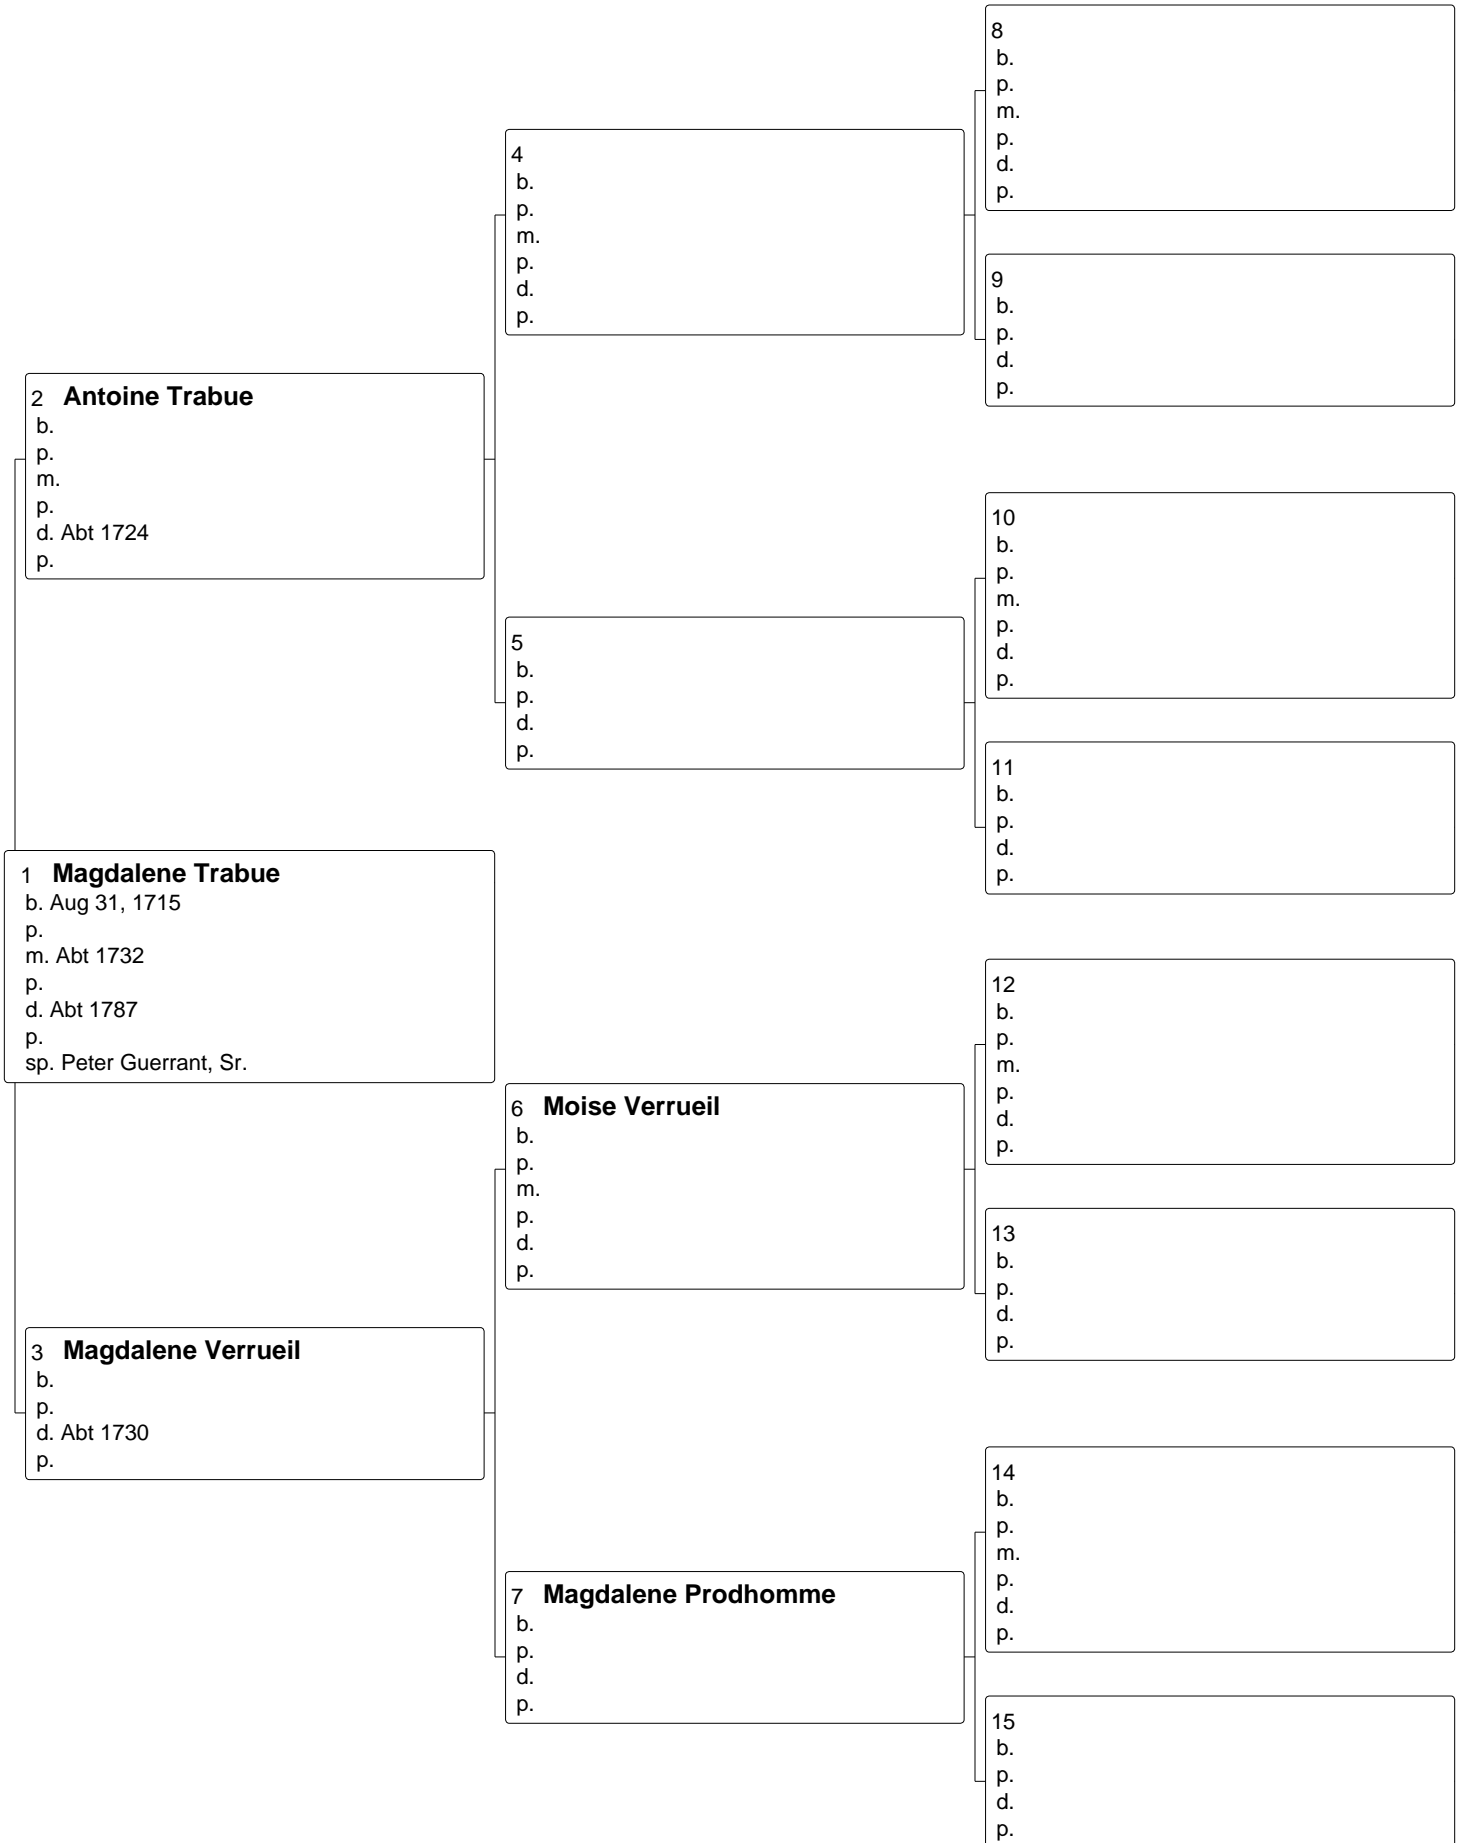 8
b.
p.
m.
p.
d.
p.
4
b.
p.
m.
p.
d.
p.
9
b.
p.
d.
p.
2 Antoine Trabue
b.
p.
m.
p.
d. Abt 1724
p.
10
b.
p.
m.
p.
d.
p.
5
b.
p.
d.
p.
11
b.
p.
d.
p.
1 Magdalene Trabue
b. Aug 31, 1715
p.
m. Abt 1732
p.
d. Abt 1787
p.
sp. Peter Guerrant, Sr.
12
b.
p.
m.
p.
d.
p.
6 Moise Verrueil
b.
p.
m.
p.
d.
p.
13
b.
p.
d.
p.
3 Magdalene Verrueil
b.
p.
d. Abt 1730
p.
14
b.
p.
m.
p.
d.
p.
7 Magdalene Prodhomme
b.
p.
d.
p.
15
b.
p.
d.
p.